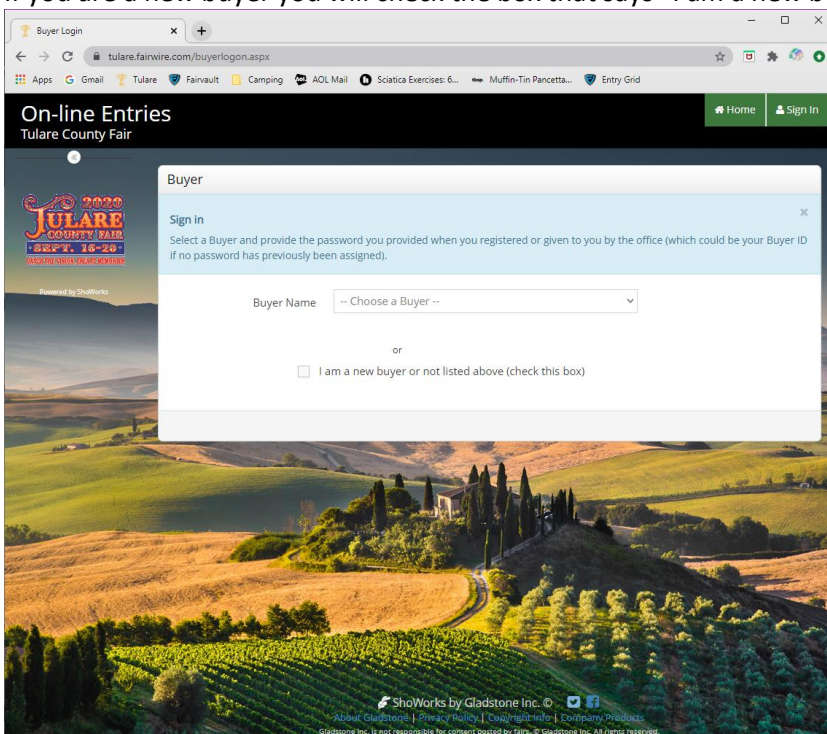 If you are a new buyer you will check the box that says "I am a new b
Buyer Login
tulare.fairwire.com/buyerlogon.aspx
Apps Gmail Tulare Fairvault Camping AOL Mail Sciatica Exercises: 6... Muffin-Tin Pancetta... Entry Grid
On-line Entries
Tulare County Fair
Home Sign In
2020
TULARE
COUNTY FAIR
SEPT. 16-20
Powered by ShoWorks
Buyer
Sign in
Select a Buyer and provide the password you provided when you registered or given to you by the office (which could be your Buyer ID
if no password has previously been assigned).
Buyer Name -- Choose a Buyer --
or
I am a new buyer or not listed above (check this box)
ShoWorks by Gladstone Inc. ©
About Gladstone | Privacy Policy | Copyright Info | Company Products
Gladstone Inc. is not responsible for content posted by fairs. © Gladstone Inc. All rights reserved.